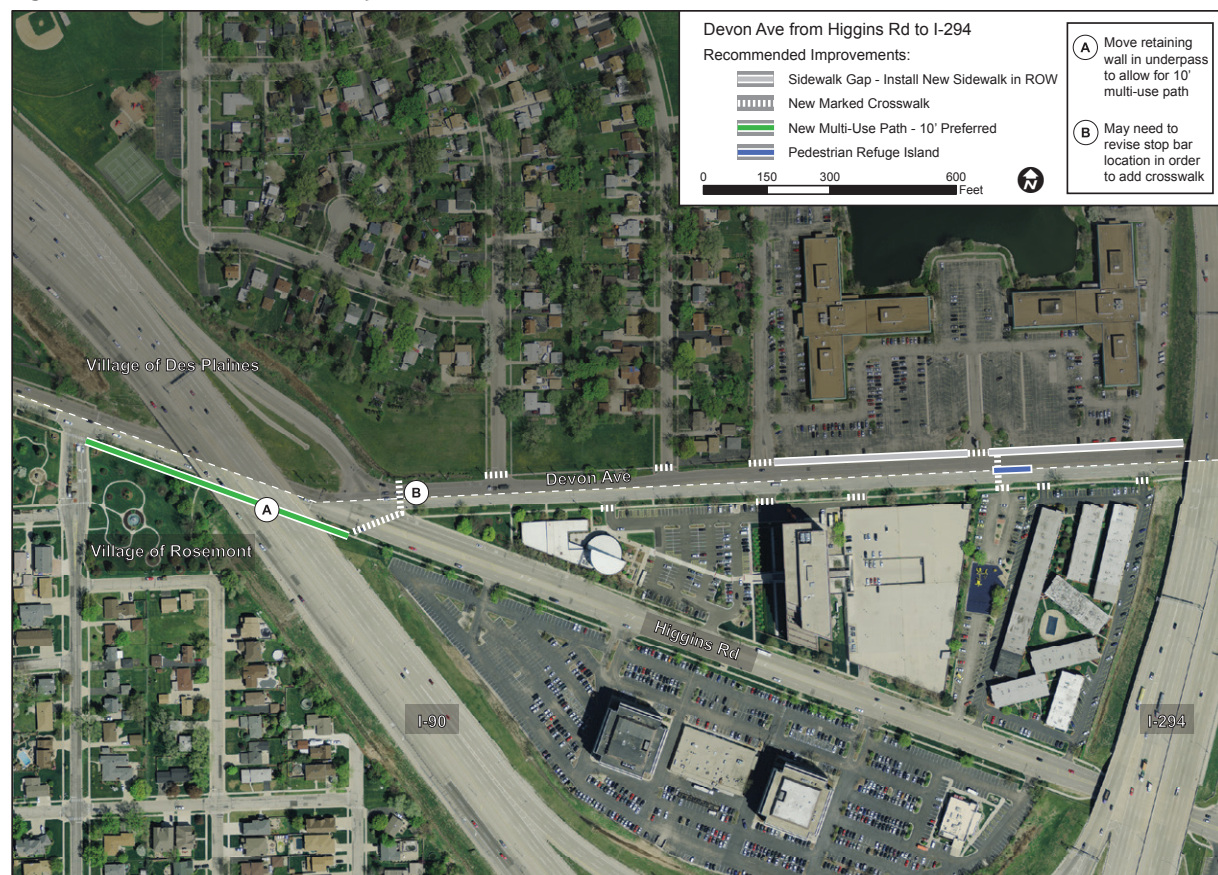 Devon Ave from Higgins Rd to I-294
Recommended Improvements:
Sidewalk Gap - Install New Sidewalk in ROW
New Marked Crosswalk
New Multi-Use Path - 10' Preferred
Pedestrian Refuge Island
0 150 300 600
Feet
N
A Move retaining
wall in underpass
to allow for 10'
multi-use path
B May need to
revise stop bar
location in order
to add crosswalk
Village of Des Plaines
B
Devon Ave
A
Village of Rosemont
Higgins Rd
I-90
I-294